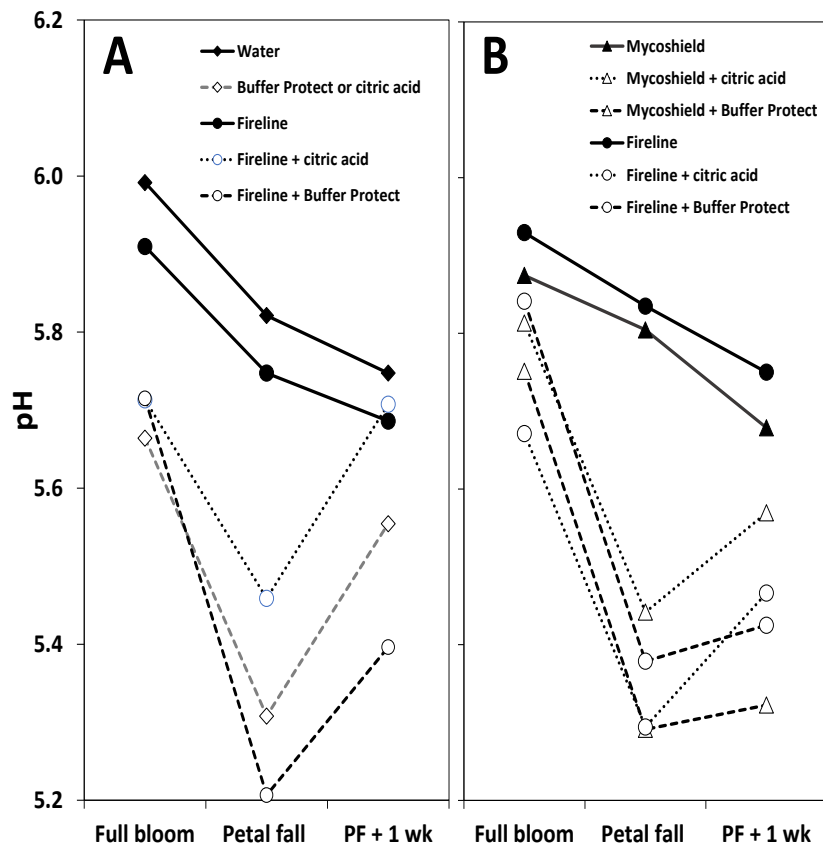 A
Water
Buffer Protect or citric acid
Fireline
Fireline + citric acid
Fireline + Buffer Protect
B
Mycoshield
Mycoshield + citric acid
Mycoshield + Buffer Protect
Fireline
Fireline + citric acid
Fireline + Buffer Protect
pH
6.2
6.0
5.8
5.6
5.4
5.2
Full bloom Petal fall PF + 1 wk
Full bloom Petal fall PF + 1 wk